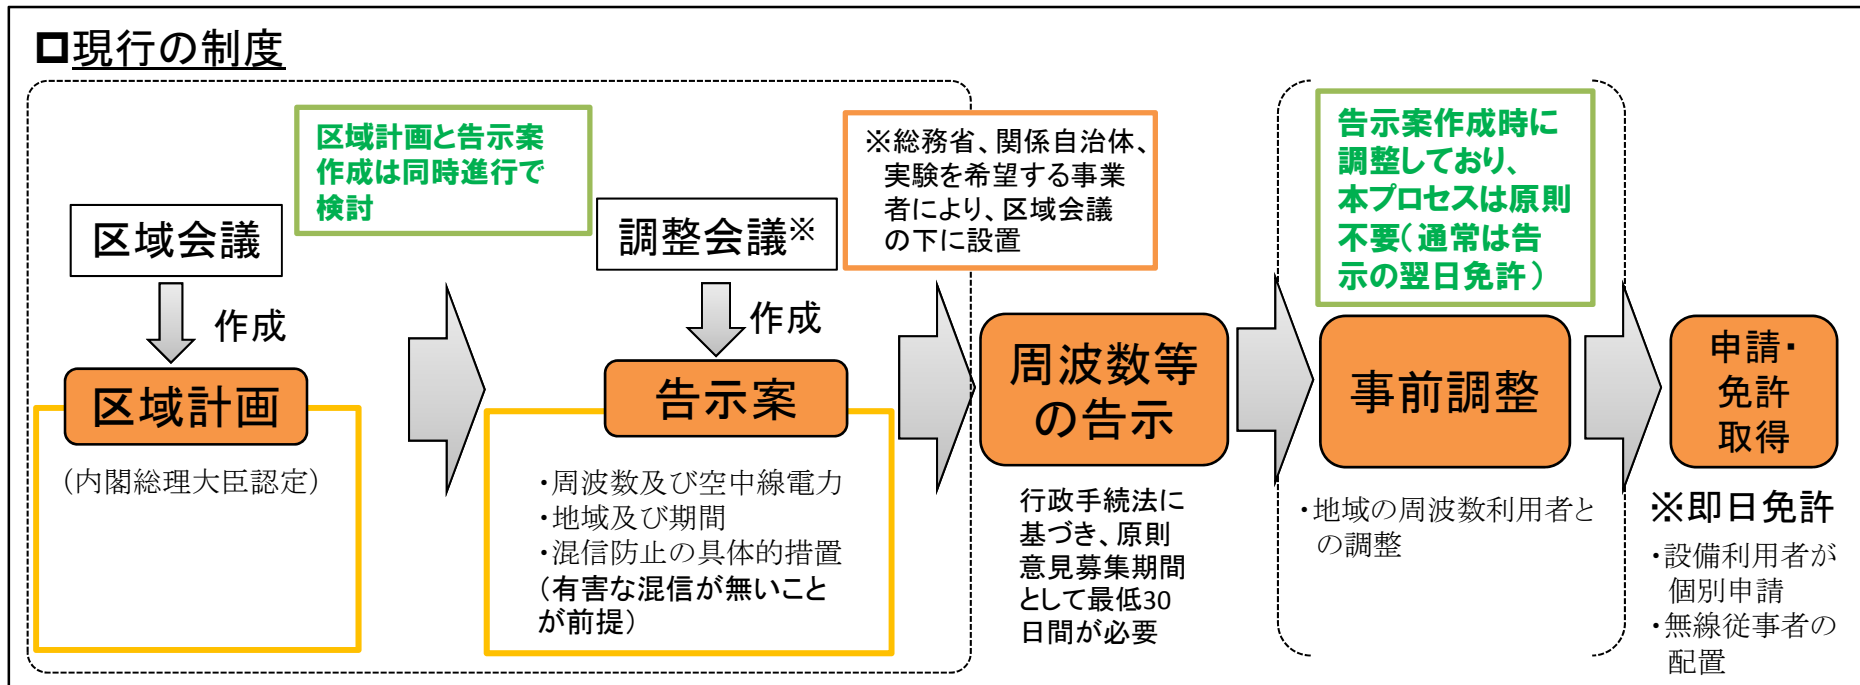 □現行の制度
区域計画と告示案
作成は同時進行で
検討
区域会議
作成
区域計画
(内閣総理大臣認定)
調整会議※
作成
告示案
・周波数及び空中線電力
・地域及び期間
・混信防止の具体的措置
(有害な混信が無いこと
が前提)
※総務省、関係自治体、
実験を希望する事業
者により、区域会議
の下に設置
周波数等
の告示
行政手続法に
基づき、原則
意見募集期間
として最低30
日間が必要
告示案作成時に
調整しており、
本プロセスは原則
不要(通常は告
示の翌日免許)
事前調整
・地域の周波数利用者と
の調整
申請・
免許
取得
※即日免許
・設備利用者が
個別申請
・無線従事者の
配置